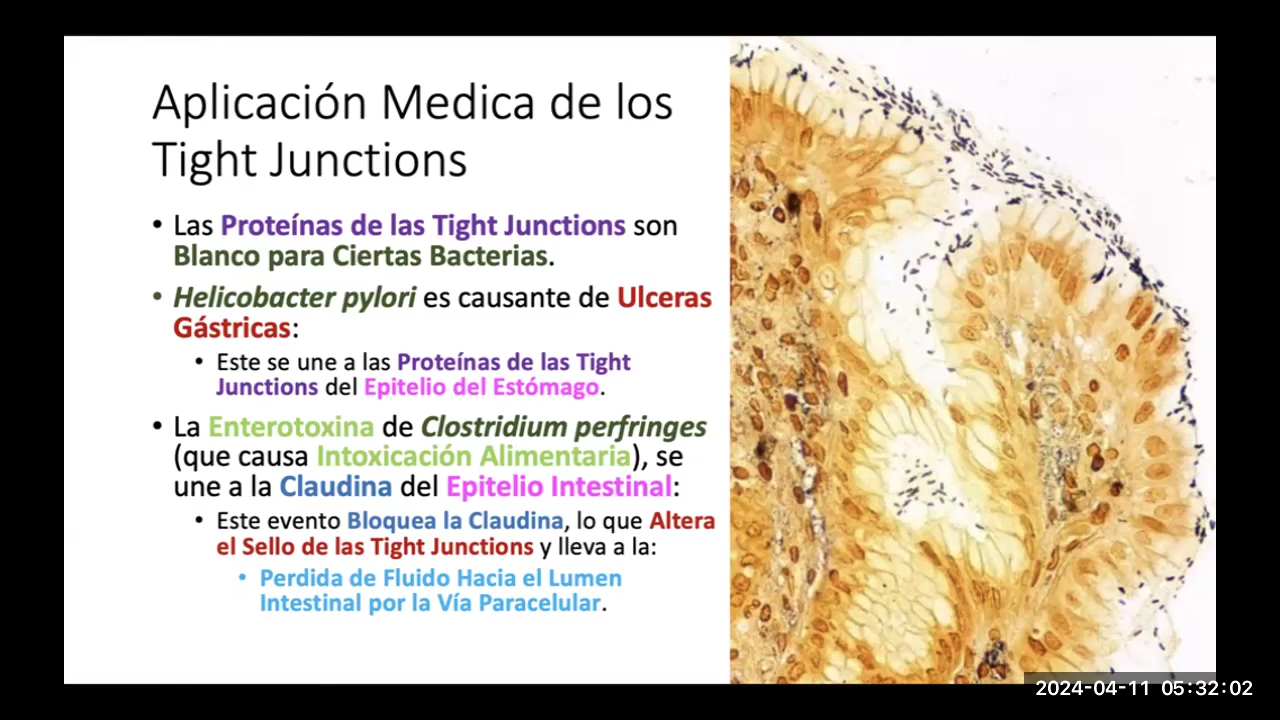 Aplicación Medica de los
Tight Junctions
• Las Proteínas de las Tight Junctions son
Blanco para Ciertas Bacterias.
• Helicobacter pylori es causante de Ulceras
Gástricas:
• Este se une a las Proteínas de las Tight
Junctions del Epitelio del Estómago.
• La Enterotoxina de Clostridium perfringes
(que causa Intoxicación Alimentaria), se
une a la Claudina del Epitelio Intestinal:
• Este evento Bloquea la Claudina, lo que Altera
el Sello de las Tight Junctions y lleva a la:
• Perdida de Fluido Hacia el Lumen
Intestinal por la Vía Paracelular.
2024-04-11 05:32:02